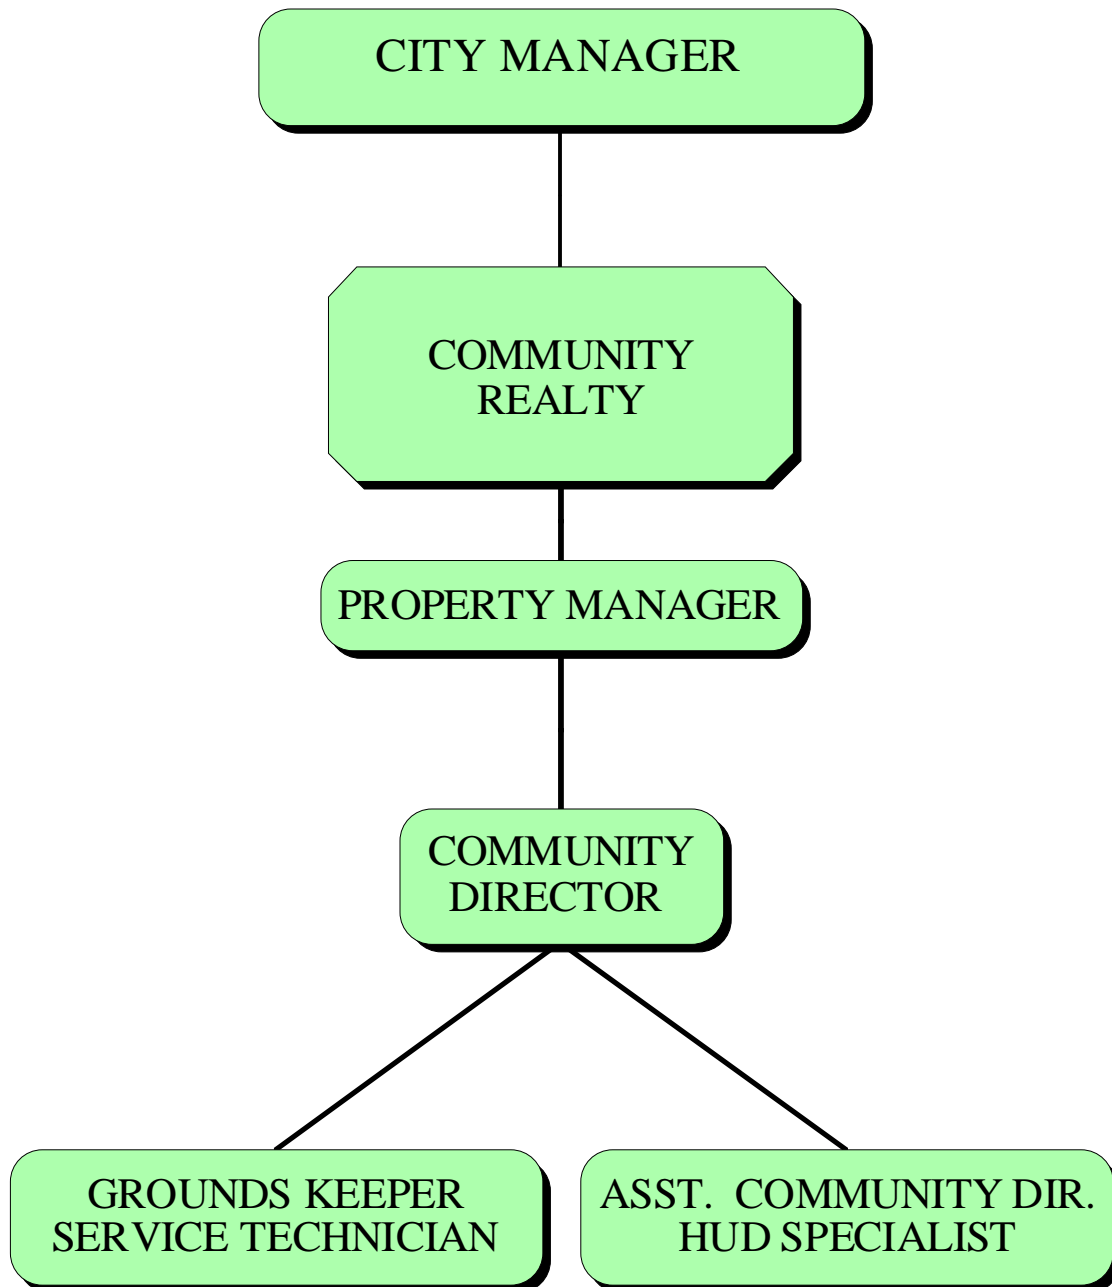 CITY MANAGER
COMMUNITY
REALTY
PROPERTY MANAGER
COMMUNITY
DIRECTOR
GROUNDS KEEPER
SERVICE TECHNICIAN
ASST. COMMUNITY DIR.
HUD SPECIALIST